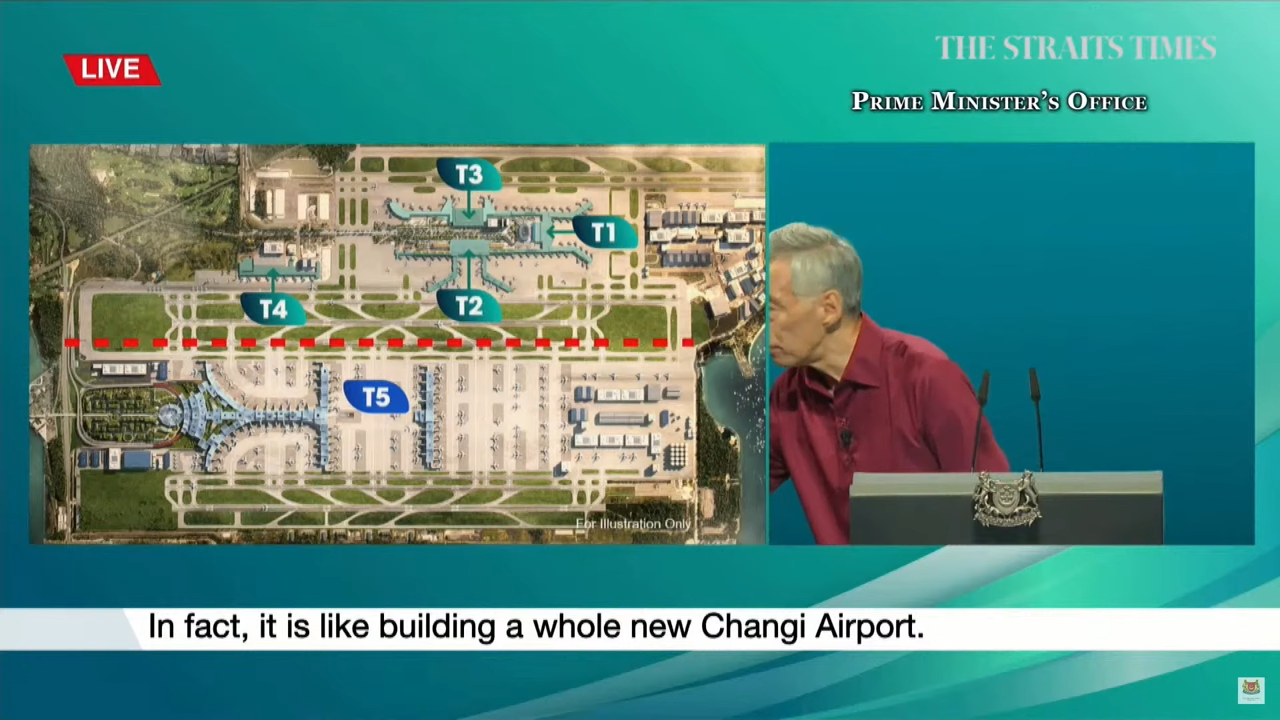 THE STRAITS TIMES
LIVE
PRIME MINISTER'S OFFICE
T3
T1
T4
T2
T5
For Illustration Only
In fact, it is like building a whole new Changi Airport.